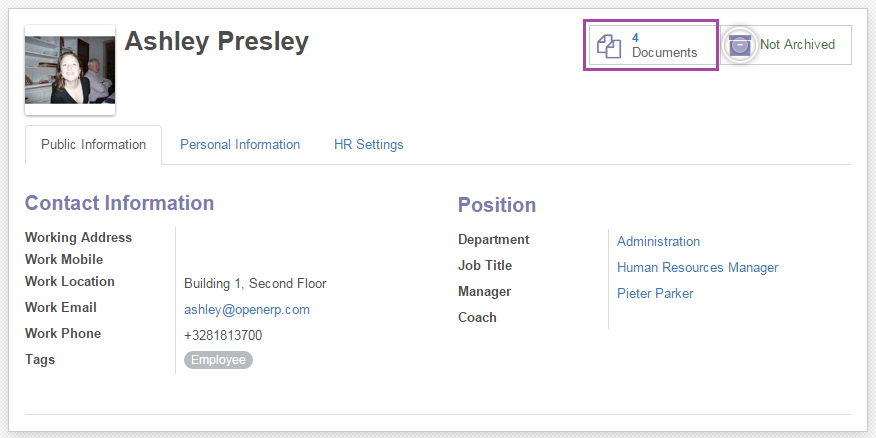 Ashley Presley
4
Documents
Not Archived
Public Information
Personal Information
HR Settings
Contact Information
Working Address
Work Mobile
Work Location Building 1, Second Floor
Work Email ashley@openerp.com
Work Phone +3281813700
Tags Employee
Position
Department Administration
Job Title Human Resources Manager
Manager Pieter Parker
Coach